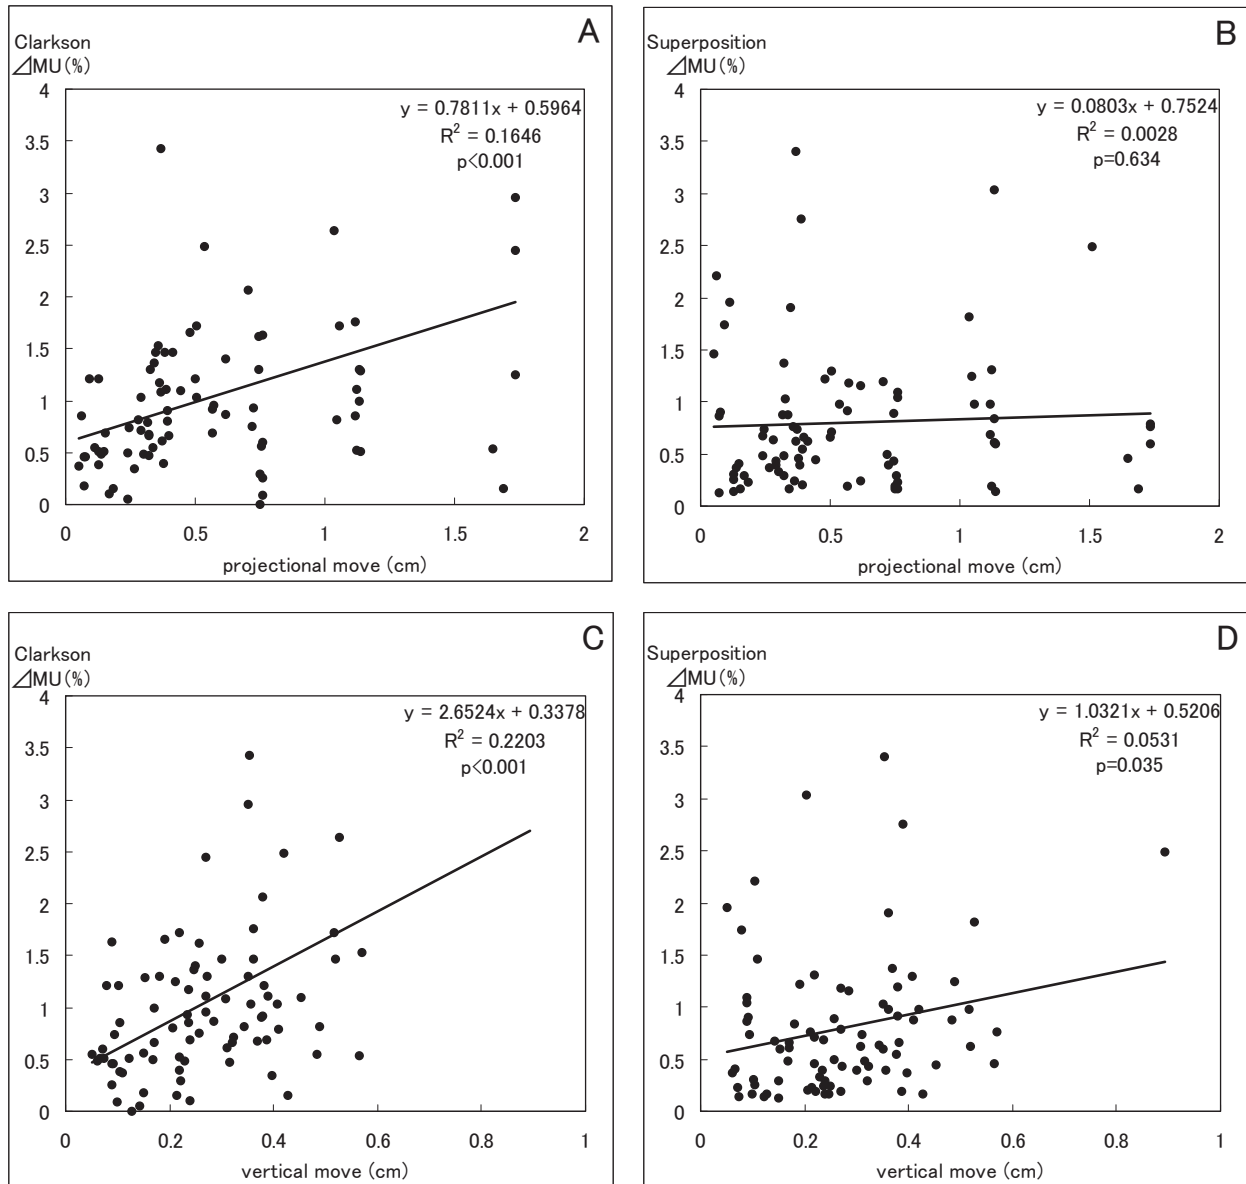 A
Clarkson
⊿MU(%)
y = 0.7811x + 0.5964
R² = 0.1646
p<0.001
4
3.5
3
2.5
2
1.5
1
0.5
0
0 0.5 1 1.5 2
projectional move (cm)
B
Superposition
⊿MU(%)
y = 0.0803x + 0.7524
R² = 0.0028
p=0.634
4
3.5
3
2.5
2
1.5
1
0.5
0
0 0.5 1 1.5 2
projectional move (cm)
C
Clarkson
⊿MU(%)
y = 2.6524x + 0.3378
R² = 0.2203
p<0.001
4
3.5
3
2.5
2
1.5
1
0.5
0
0 0.2 0.4 0.6 0.8 1
vertical move (cm)
D
Superposition
⊿MU(%)
y = 1.0321x + 0.5206
R² = 0.0531
p=0.035
4
3.5
3
2.5
2
1.5
1
0.5
0
0 0.2 0.4 0.6 0.8 1
vertical move (cm)